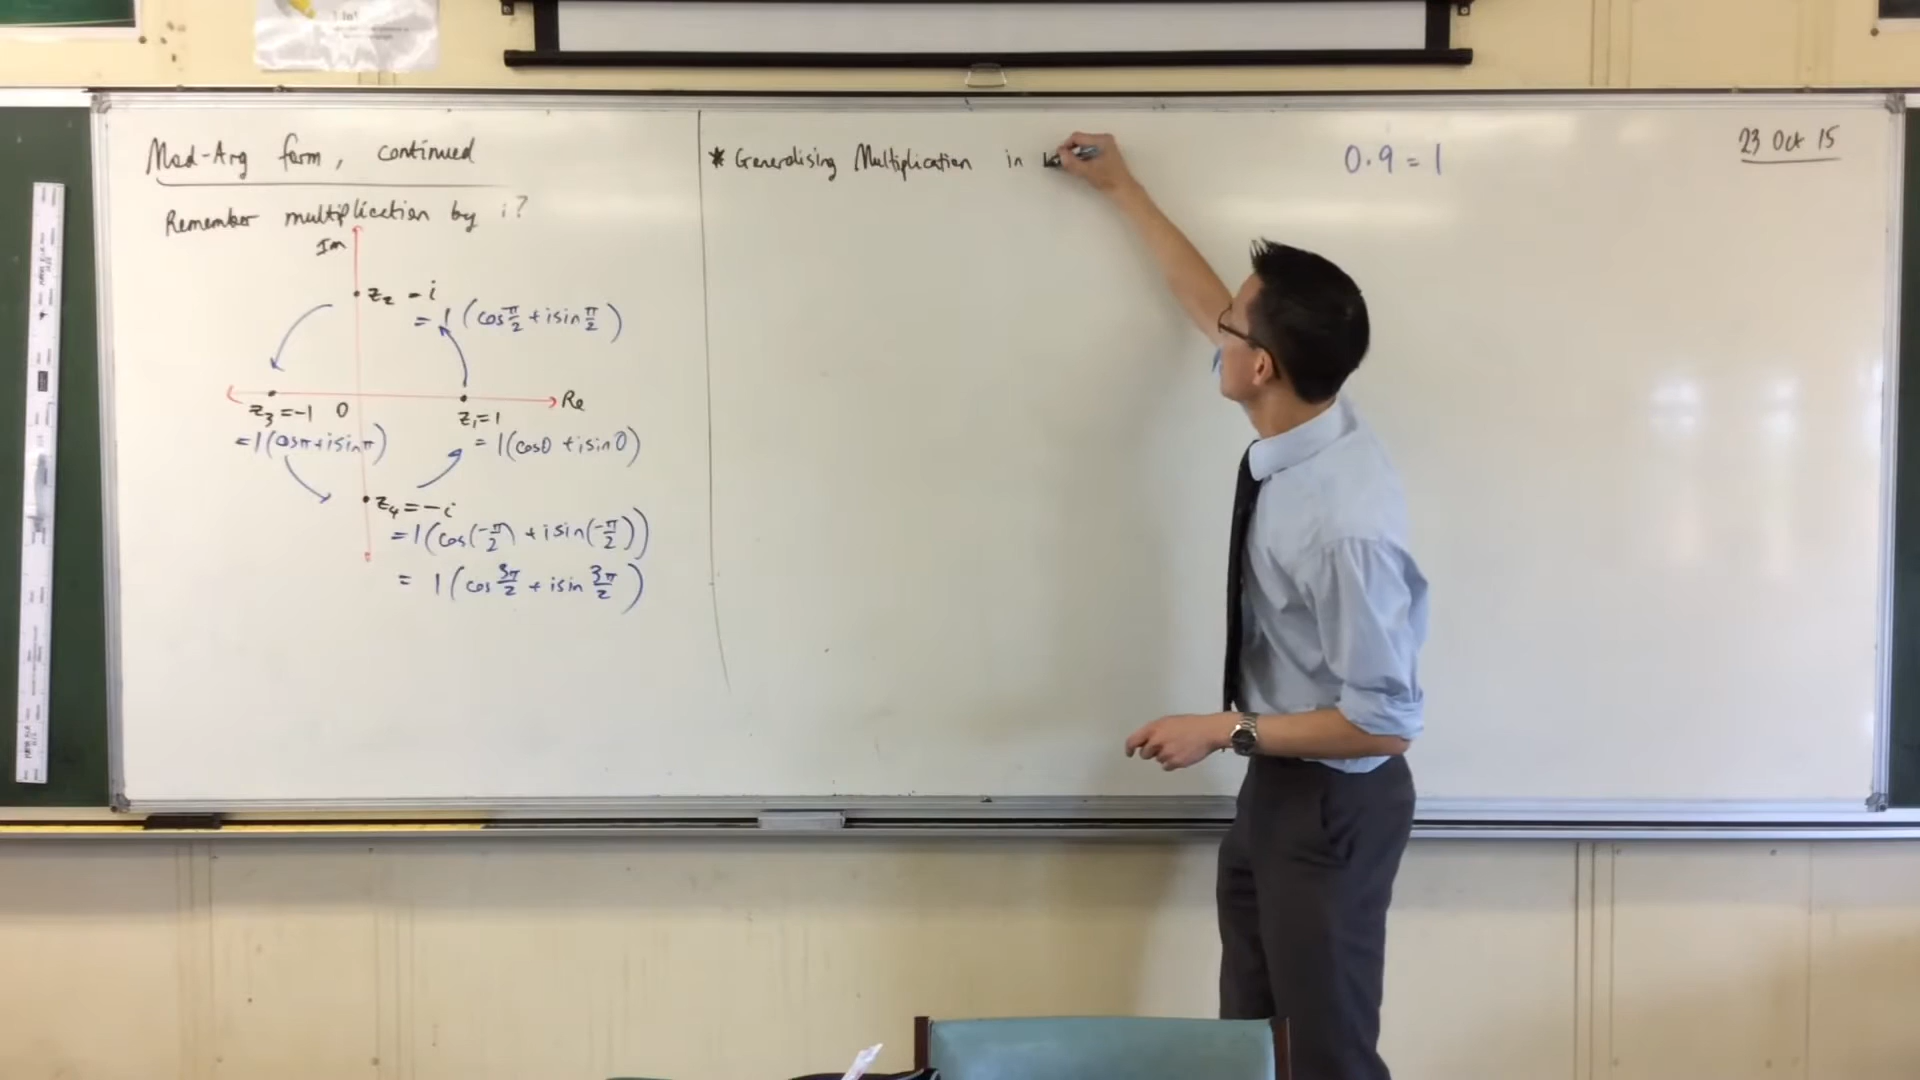 Mod-Arg form, continued
Remember multiplication by i?
Im
z₂ = i
= 1 (cos π/2 + i sin π/2)
Re
z₃ = -1
0
z₁ = 1
= 1 (cos π + i sin π)
= 1 (cos 0 + i sin 0)
z₄ = -i
= 1 (cos(-π/2) + i sin(-π/2))
= 1 (cos 3π/2 + i sin 3π/2)
* Generalising Multiplication in
0.9 = 1
23 Oct 15